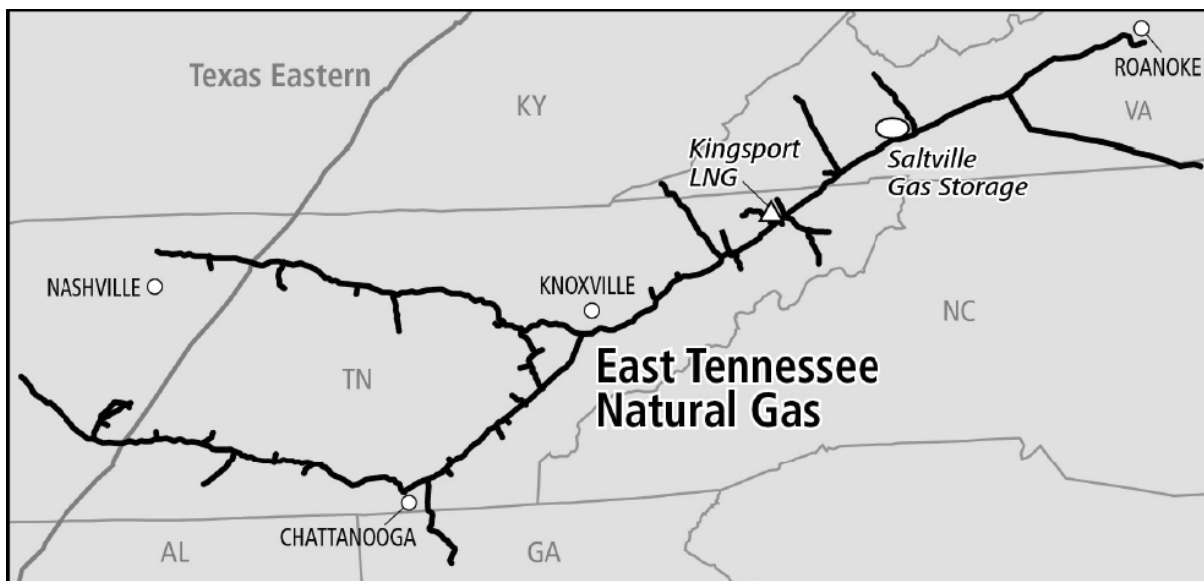 Texas Eastern
KY
ROANOKE
VA
Kingsport
LNG
Saltville
Gas Storage
NASHVILLE
KNOXVILLE
NC
TN
East Tennessee
Natural Gas
CHATTANOOGA
AL
GA